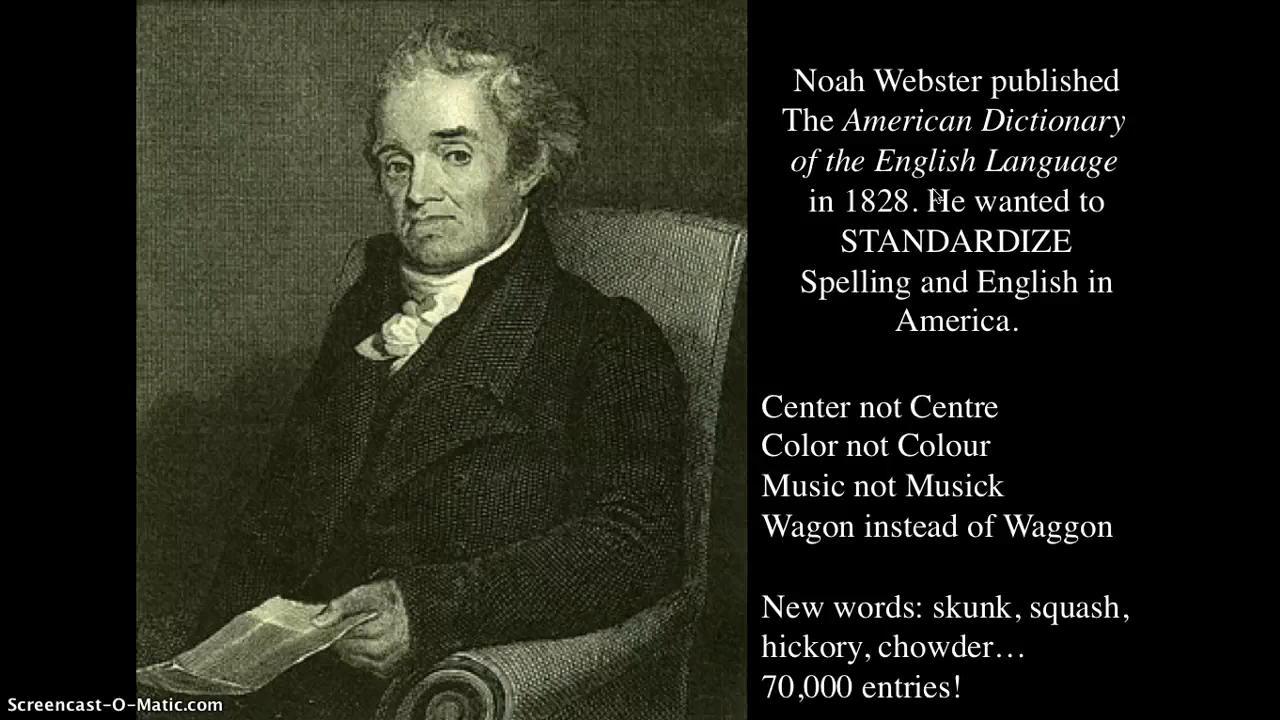 Noah Webster published
The American Dictionary
of the English Language
in 1828. He wanted to
STANDARDIZE
Spelling and English in
America.
Center not Centre
Color not Colour
Music not Musick
Wagon instead of Waggon
New words: skunk, squash,
hickory, chowder…
70,000 entries!
Screencast-O-Matic.com